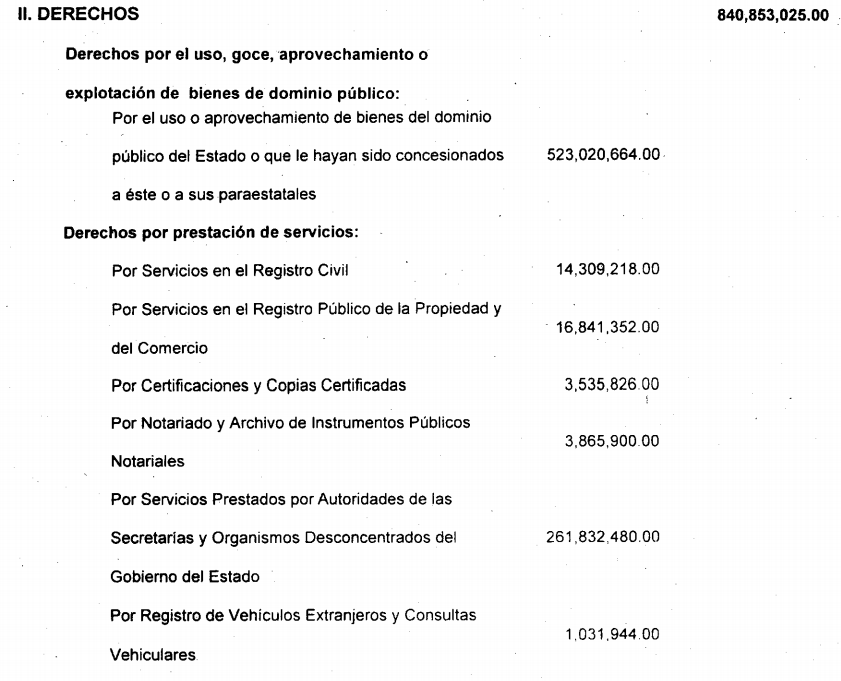 II. DERECHOS 840,853,025.00
Derechos por el uso, goce, aprovechamiento o
explotación de bienes de dominio público:
Por el uso o aprovechamiento de bienes del dominio
público del Estado o que le hayan sido concesionados 523,020,664.00
a éste o a sus paraestatales
Derechos por prestación de servicios:
Por Servicios en el Registro Civil 14,309,218.00
Por Servicios en el Registro Público de la Propiedad y
16,841,352.00
del Comercio
Por Certificaciones y Copias Certificadas 3,535,826.00
Por Notariado y Archivo de Instrumentos Públicos
3,865,900.00
Notariales
Por Servicios Prestados por Autoridades de las
Secretarías y Organismos Desconcentrados del 261,832,480.00
Gobierno del Estado
Por Registro de Vehículos Extranjeros y Consultas
1,031,944.00
Vehiculares